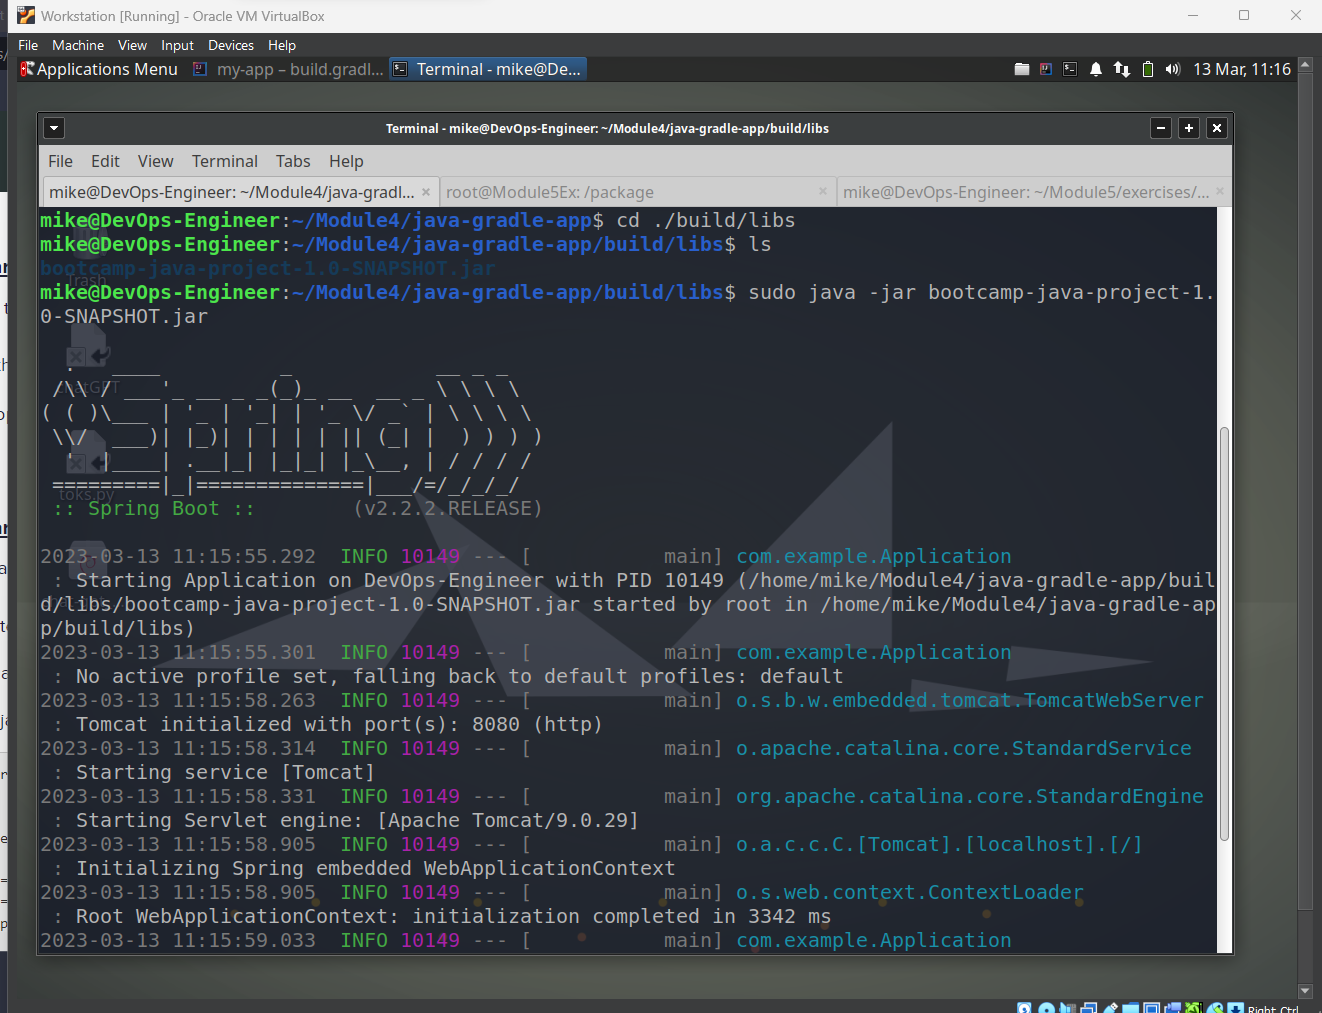 Workstation [Running] - Oracle VM VirtualBox
File Machine View Input Devices Help
Applications Menu my-app – build.gradl... Terminal - mike@De... 13 Mar, 11:16
Terminal - mike@DevOps-Engineer: ~/Module4/java-gradle-app/build/libs
File Edit View Terminal Tabs Help
mike@DevOps-Engineer: ~/Module4/java-gradl... root@Module5Ex: /package mike@DevOps-Engineer: ~/Module5/exercises/...
mike@DevOps-Engineer:~/Module4/java-gradle-app$ cd ./build/libs
mike@DevOps-Engineer:~/Module4/java-gradle-app/build/libs$ ls
bootcamp-java-project-1.0-SNAPSHOT.jar
Trash
mike@DevOps-Engineer:~/Module4/java-gradle-app/build/libs$ sudo java -jar bootcamp-java-project-1.
0-SNAPSHOT.jar
Spring
toks.py
:: Spring Boot :: (v2.2.2.RELEASE)
2023-03-13 11:15:55.292 INFO 10149 --- [ main] com.example.Application
: Starting Application on DevOps-Engineer with PID 10149 (/home/mike/Module4/java-gradle-app/buil
d/libs/bootcamp-java-project-1.0-SNAPSHOT.jar started by root in /home/mike/Module4/java-gradle-ap
p/build/libs)
2023-03-13 11:15:55.301 INFO 10149 --- [ main] com.example.Application
: No active profile set, falling back to default profiles: default
2023-03-13 11:15:58.263 INFO 10149 --- [ main] o.s.b.w.embedded.tomcat.TomcatWebServer
: Tomcat initialized with port(s): 8080 (http)
2023-03-13 11:15:58.314 INFO 10149 --- [ main] o.apache.catalina.core.StandardService
: Starting service [Tomcat]
2023-03-13 11:15:58.331 INFO 10149 --- [ main] org.apache.catalina.core.StandardEngine
: Starting Servlet engine: [Apache Tomcat/9.0.29]
2023-03-13 11:15:58.905 INFO 10149 --- [ main] o.a.c.c.C.[Tomcat].[localhost].[/]
: Initializing Spring embedded WebApplicationContext
2023-03-13 11:15:58.905 INFO 10149 --- [ main] o.s.web.context.ContextLoader
: Root WebApplicationContext: initialization completed in 3342 ms
2023-03-13 11:15:59.033 INFO 10149 --- [ main] com.example.Application
Right Ctrl